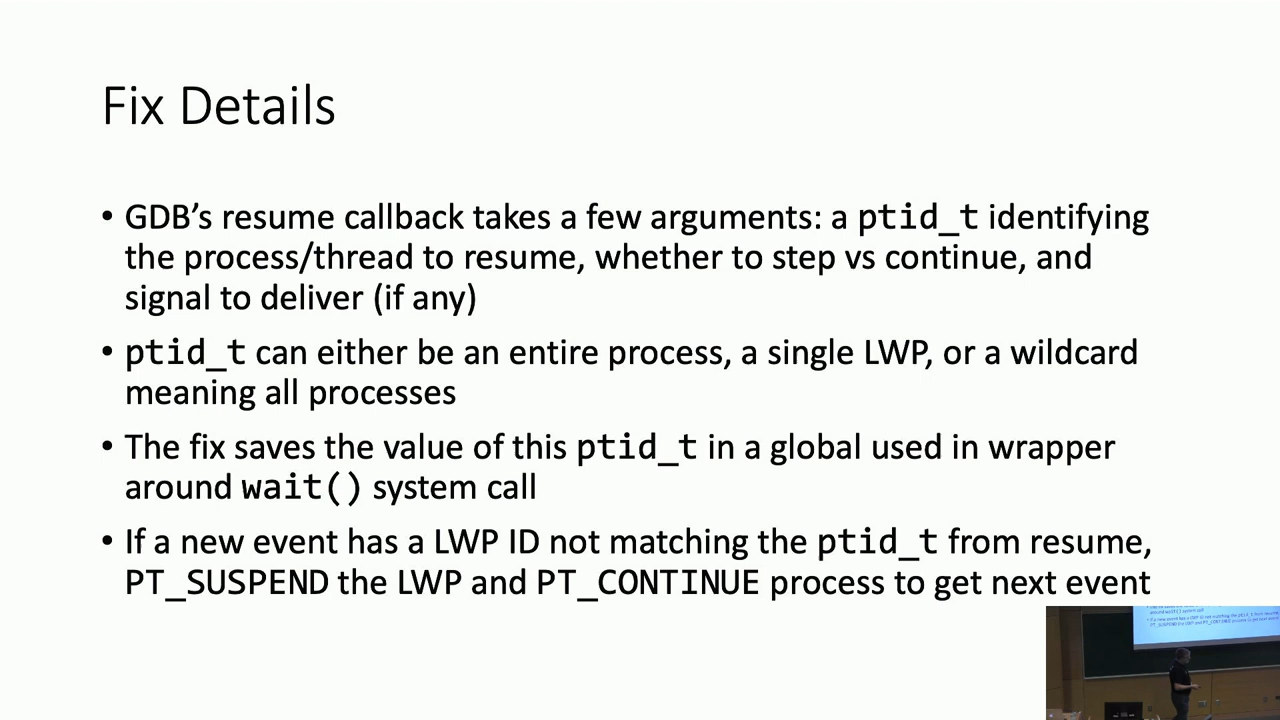 Fix Details
• GDB’s resume callback takes a few arguments: a ptid_t identifying
the process/thread to resume, whether to step vs continue, and
signal to deliver (if any)
• ptid_t can either be an entire process, a single LWP, or a wildcard
meaning all processes
• The fix saves the value of this ptid_t in a global used in wrapper
around wait() system call
• If a new event has a LWP ID not matching the ptid_t from resume,
PT_SUSPEND the LWP and PT_CONTINUE process to get next event